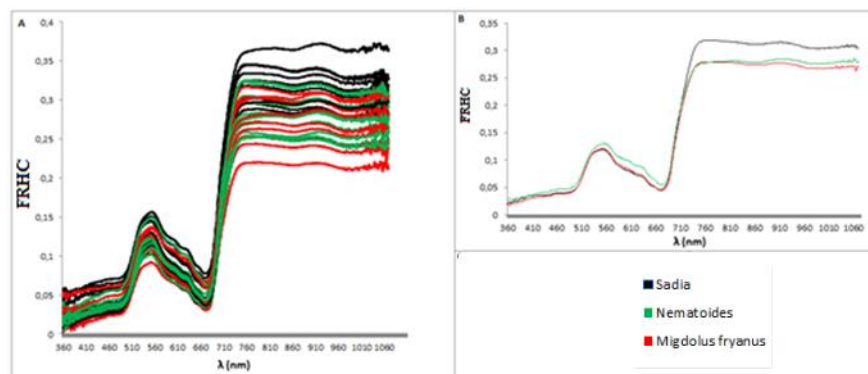 A
0,4
0,35
0,3
0,25
0,2
0,15
0,1
0,05
0
FRHC
360 410 460 510 560 610 660 710 760 810 860 910 960 1010 1060
λ (nm)
B
0,35
0,3
0,25
0,2
0,15
0,1
0,05
0
FRHC
360 410 460 510 560 610 660 710 760 810 860 910 960 1010 1060
λ (nm)
Sadia
Nematoides
Migdolus fryanus